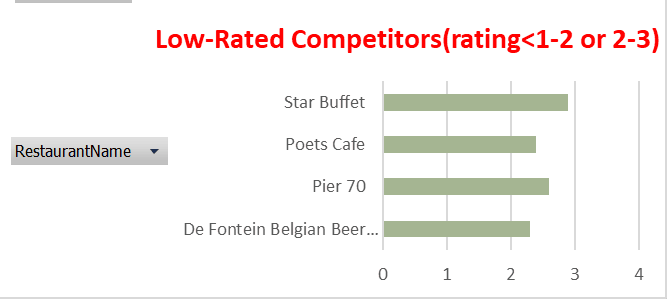 Low-Rated Competitors(rating<1-2 or 2-3)
Star Buffet
Poets Cafe
RestaurantName
Pier 70
De Fontein Belgian Beer...
0 1 2 3 4